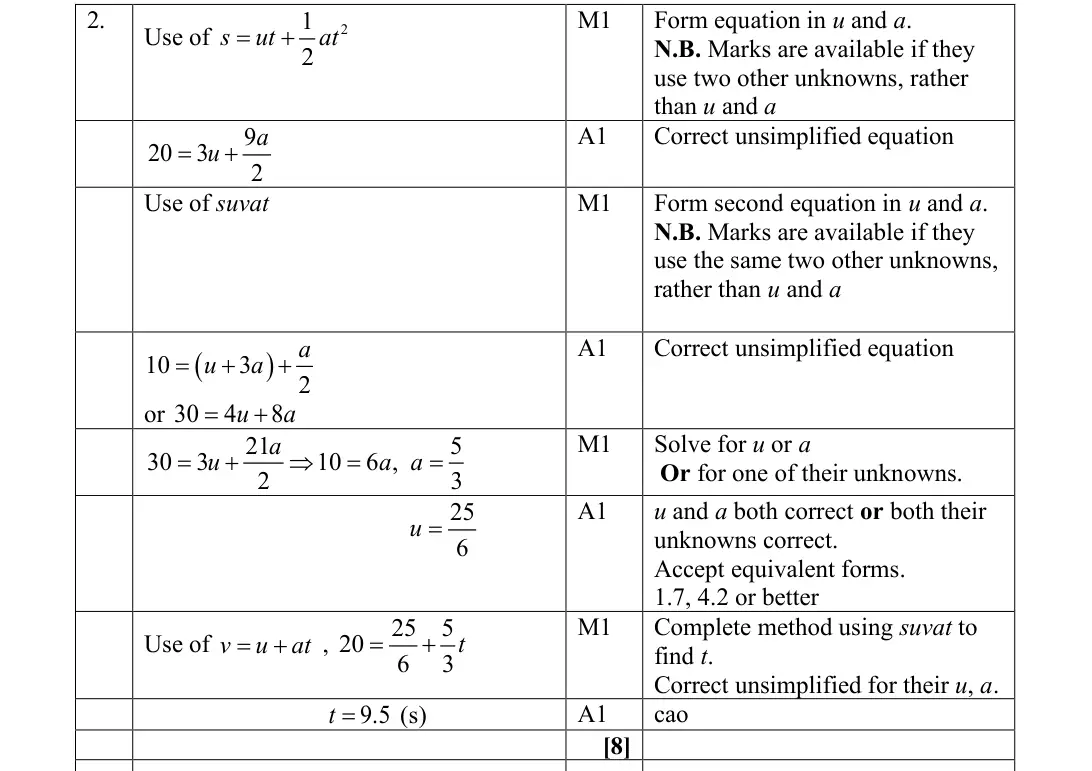 2. Use of s = ut + 1/2 at² M1 Form equation in u and a.
N.B. Marks are available if they
use two other unknowns, rather
than u and a
20 = 3u + 9a/2 A1 Correct unsimplified equation
Use of suvat M1 Form second equation in u and a.
N.B. Marks are available if they
use the same two other unknowns,
rather than u and a
10 = (u + 3a) + a/2 A1 Correct unsimplified equation
or 30 = 4u + 8a
30 = 3u + 21a/2 ⇒ 10 = 6a, a = 5/3 M1 Solve for u or a
Or for one of their unknowns.
u = 25/6 A1 u and a both correct or both their
unknowns correct.
Accept equivalent forms.
1.7, 4.2 or better
Use of v = u + at , 20 = 25/6 + 5/3 t M1 Complete method using suvat to
find t.
Correct unsimplified for their u, a.
t = 9.5 (s) A1 cao
[8]